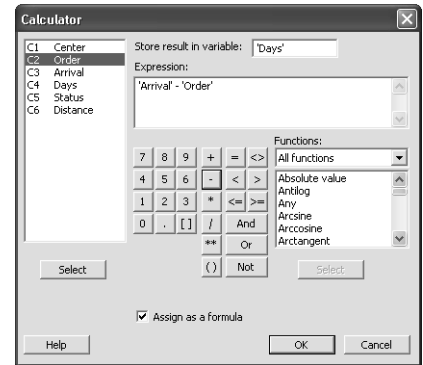 Calculator
C1 Center
C2 Order
C3 Arrival
C4 Days
C5 Status
C6 Distance
Select
Store result in variable: 'Days'
Expression:
'Arrival' - 'Order'
7 8 9 + = <>
4 5 6 - < >
1 2 3 * <= >=
0 . [] / And
** Or
() Not
Functions:
All functions
Absolute value
Antilog
Any
Arcsine
Arccosine
Arctangent
Select
Assign as a formula
Help
OK
Cancel